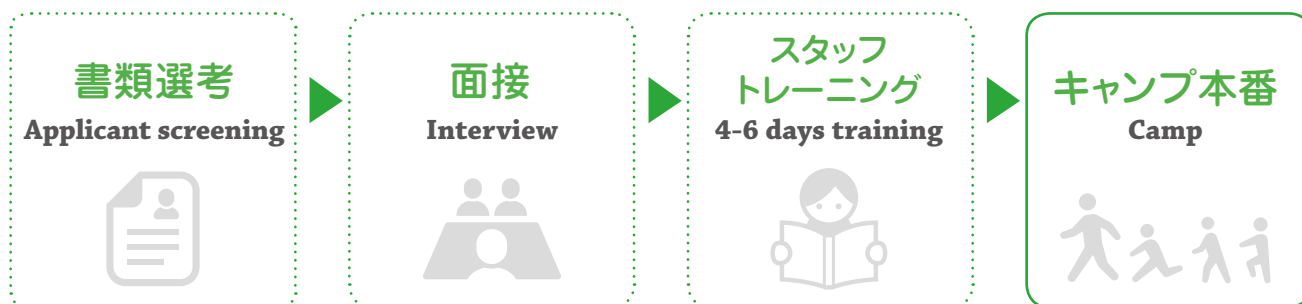 書類選考
Applicant screening
面接
Interview
スタッフ
トレーニング
4-6 days training
キャンプ本番
Camp